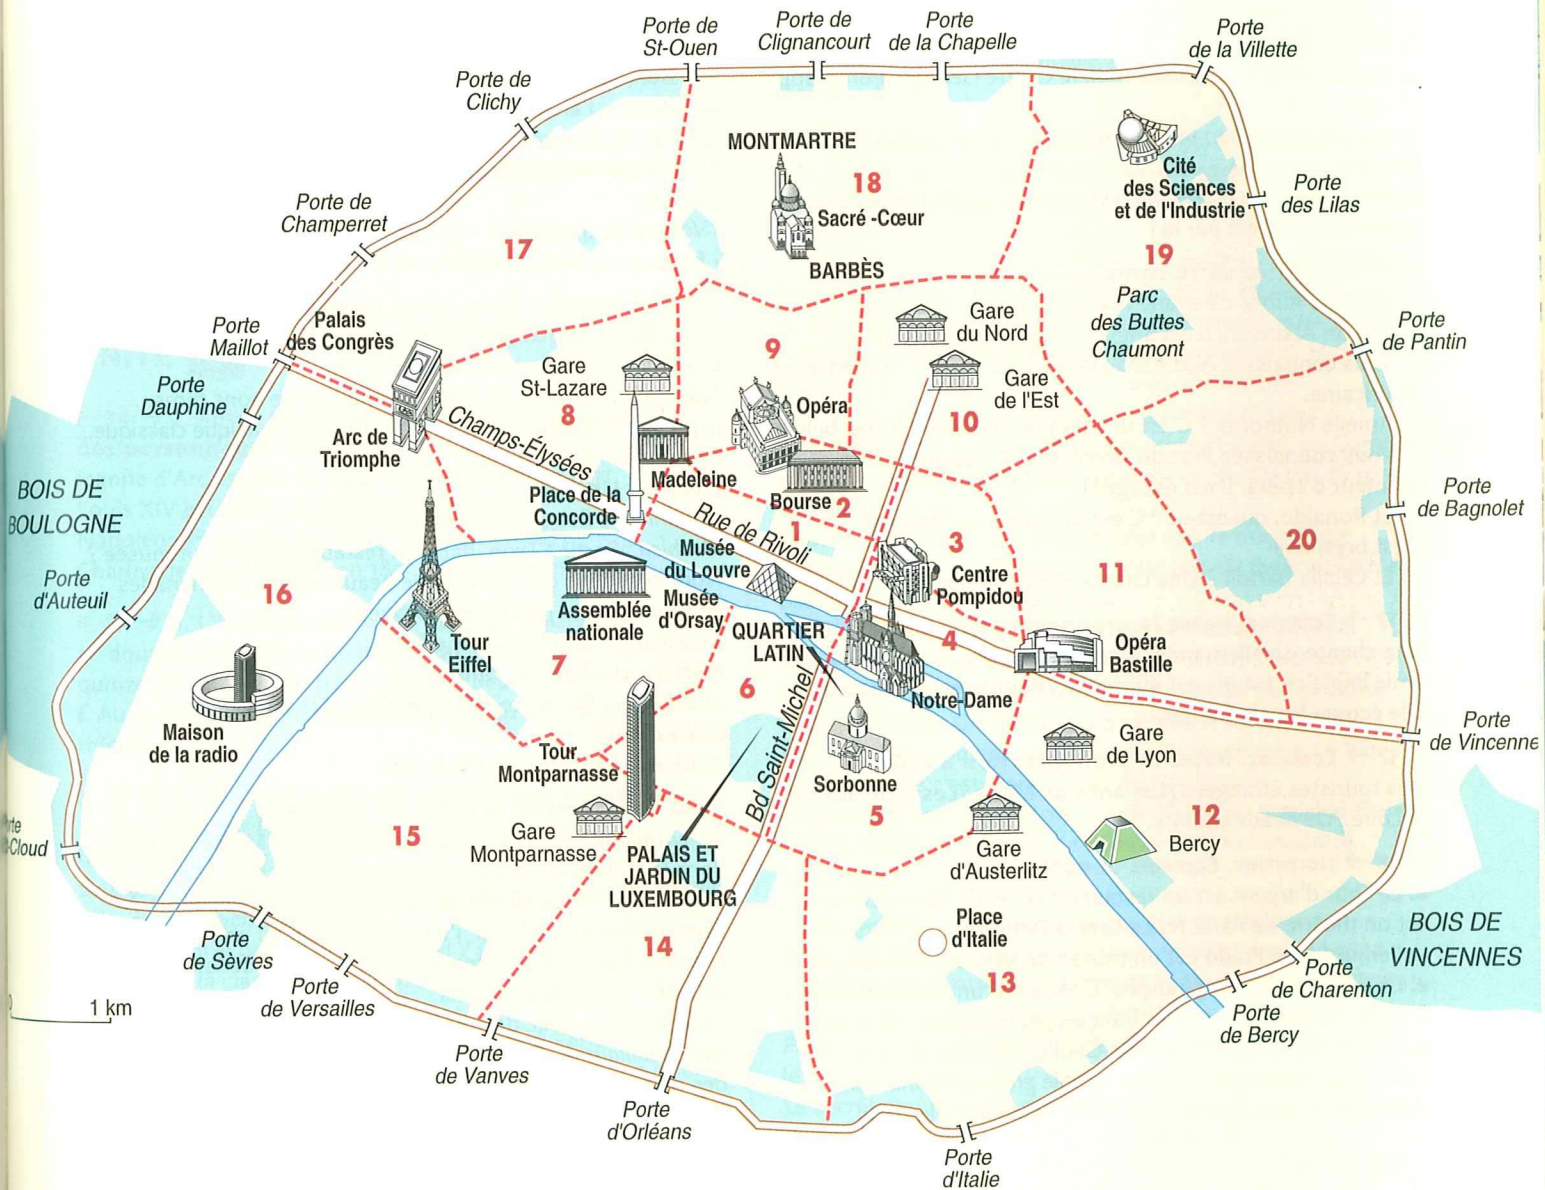 Porte de
St-Ouen
Porte de
Clignancourt
Porte
de la Chapelle
Porte
de la Villette
Porte de
Clichy
MONTMARTRE
18
Sacré -Cœur
BARBÈS
Cité
des Sciences
et de l'Industrie
Porte
des Lilas
Porte de
Champerret
17
19
Parc
des Buttes
Chaumont
Porte
Maillot
Palais
des Congrès
Gare
du Nord
Porte
de Pantin
9
Gare
St-Lazare
8
Gare
de l'Est
10
Porte
Dauphine
Arc de
Triomphe
Champs-Élysées
Opéra
Madeleine
Place de la
Concorde
Bourse
2
BOIS DE
BOULOGNE
Porte
de Bagnolet
1
Rue de Rivoli
3
20
Musée
du Louvre
Centre
Pompidou
11
Porte
d'Auteuil
16
Assemblée
nationale
Musée
d'Orsay
QUARTIER
LATIN
4
Opéra
Bastille
Tour
Eiffel
7
6
Notre-Dame
Maison
de la radio
Bd Saint-Michel
Gare
de Lyon
Porte
de Vincenne
Tour
Montparnasse
Sorbonne
5
12
Bercy
15
Gare
Montparnasse
Gare
d'Austerlitz
Cloud
PALAIS ET
JARDIN DU
LUXEMBOURG
14
Place
d'Italie
13
BOIS DE
VINCENNES
Porte
de Sèvres
Porte
de Versailles
Porte
de Charenton
Porte
de Bercy
1 km
Porte
de Vanves
Porte
d'Orléans
Porte
d'Italie